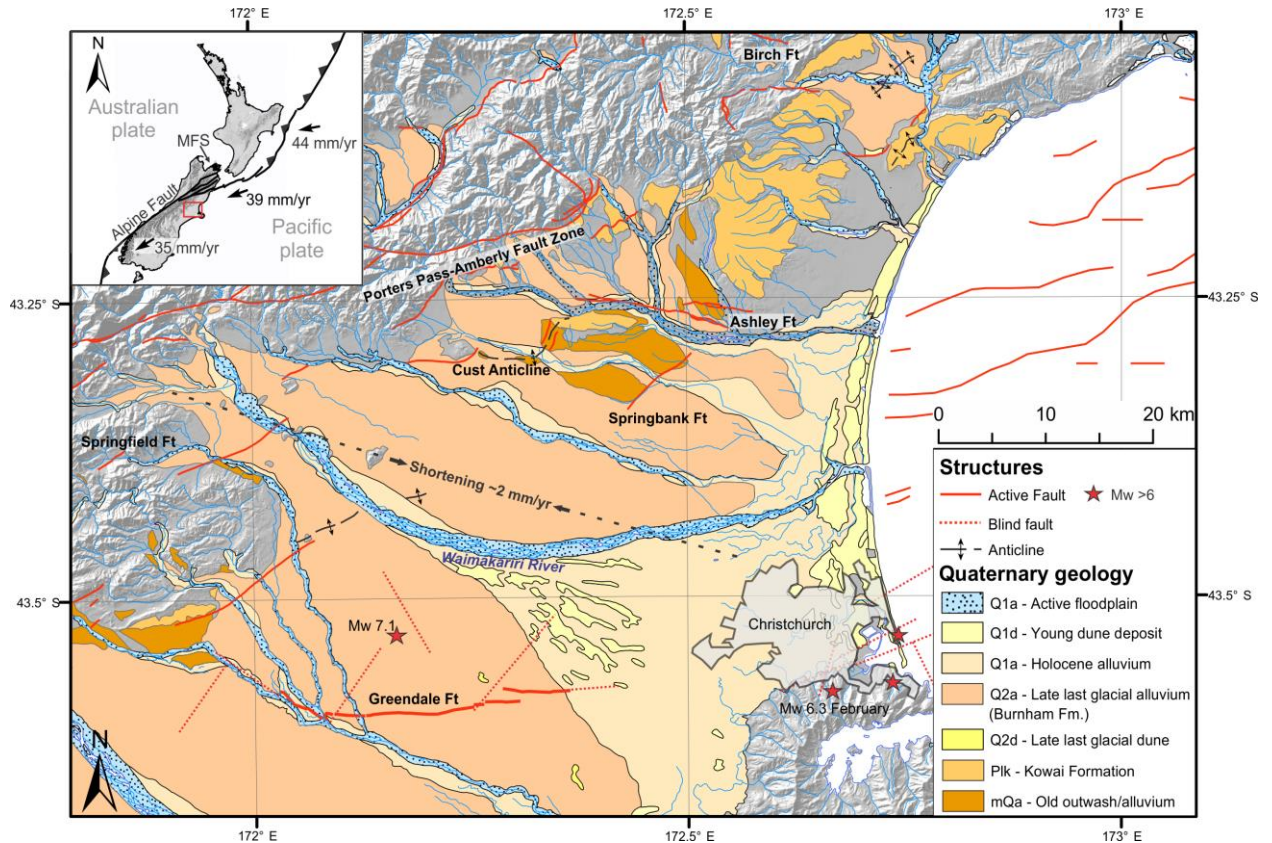 172° E
172.5° E
173° E
N
Australian
plate
MFS
44 mm/yr
Alpine Fault
39 mm/yr
Pacific
plate
35 mm/yr
Birch Ft
Porters Pass-Amberly Fault Zone
43.25° S
43.25° S
Ashley Ft
Cust Anticline
Springbank Ft
Springfield Ft
Shortening ~2 mm/yr
Waimakariri River
43.5° S
43.5° S
Christchurch
Mw 7.1
Greendale Ft
Mw 6.3 February
N
0 10 20 km
Structures
Active Fault
Mw >6
Blind fault
Anticline
Quaternary geology
Q1a - Active floodplain
Q1d - Young dune deposit
Q1a - Holocene alluvium
Q2a - Late last glacial alluvium
(Burnham Fm.)
Q2d - Late last glacial dune
Plk - Kowai Formation
mQa - Old outwash/alluvium
172° E
172.5° E
173° E